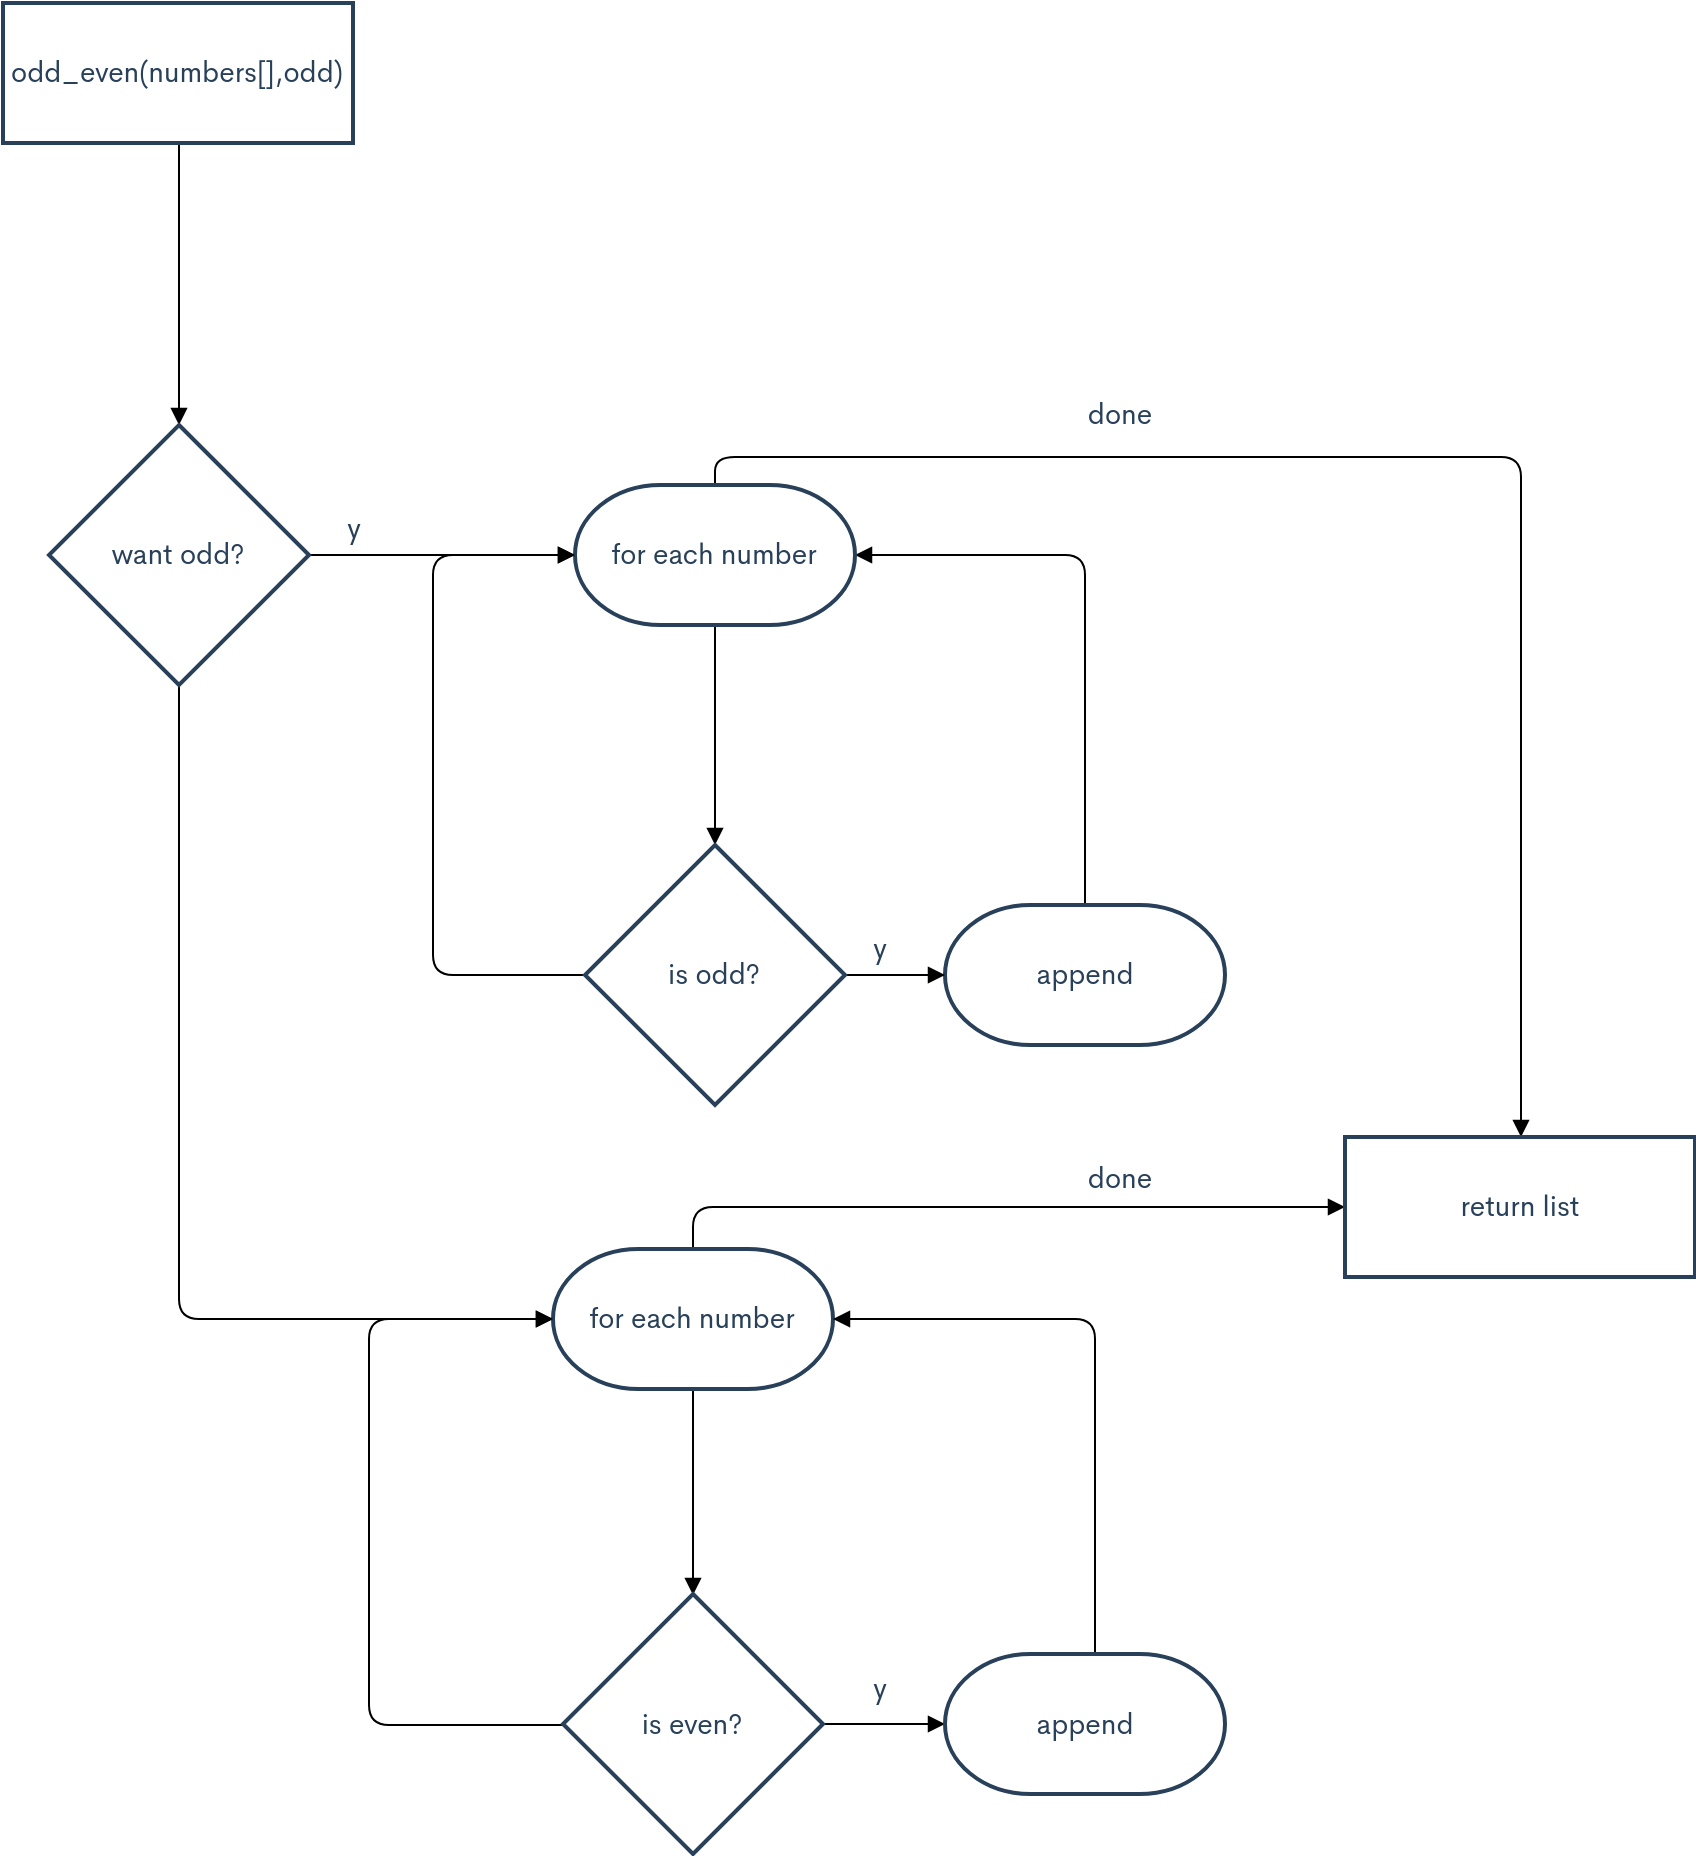 odd_even(numbers[],odd)
done
y
want odd?
for each number
y
is odd?
append
done
return list
for each number
y
is even?
append